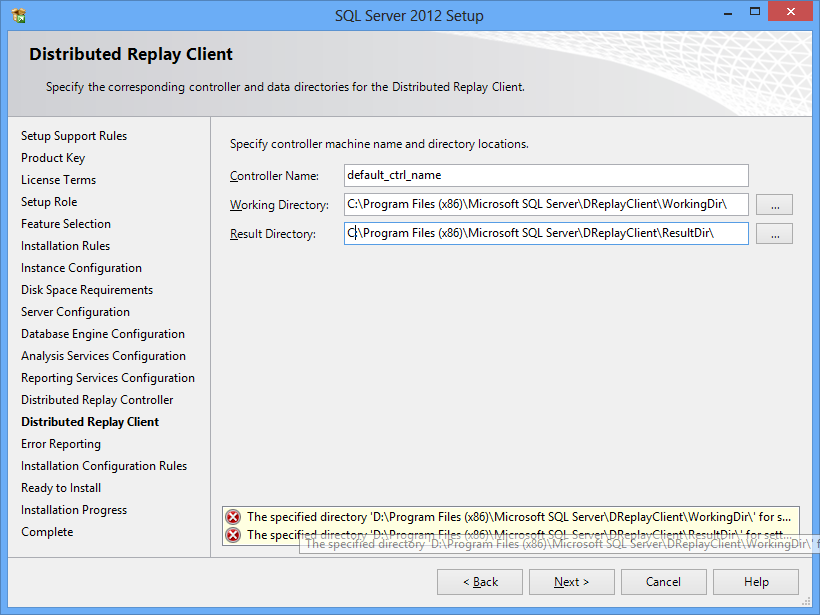 SQL Server 2012 Setup
Distributed Replay Client
Specify the corresponding controller and data directories for the Distributed Replay Client.
Setup Support Rules
Product Key
License Terms
Setup Role
Feature Selection
Installation Rules
Instance Configuration
Disk Space Requirements
Server Configuration
Database Engine Configuration
Analysis Services Configuration
Reporting Services Configuration
Distributed Replay Controller
Distributed Replay Client
Error Reporting
Installation Configuration Rules
Ready to Install
Installation Progress
Complete
Specify controller machine name and directory locations.
Controller Name: default_ctrl_name
Working Directory: C:\Program Files (x86)\Microsoft SQL Server\DReplayClient\WorkingDir\ ...
Result Directory: C:\Program Files (x86)\Microsoft SQL Server\DReplayClient\ResultDir\ ...
The specified directory 'D:\Program Files (x86)\Microsoft SQL Server\DReplayClient\WorkingDir\' for s...
The specified directory 'D:\Program Files (x86)\Microsoft SQL Server\DReplayClient\ResultDir\' for sett...
The specified directory 'D:\Program Files (x86)\Microsoft SQL Server\DReplayClient\WorkingDir\' f
< Back Next > Cancel Help